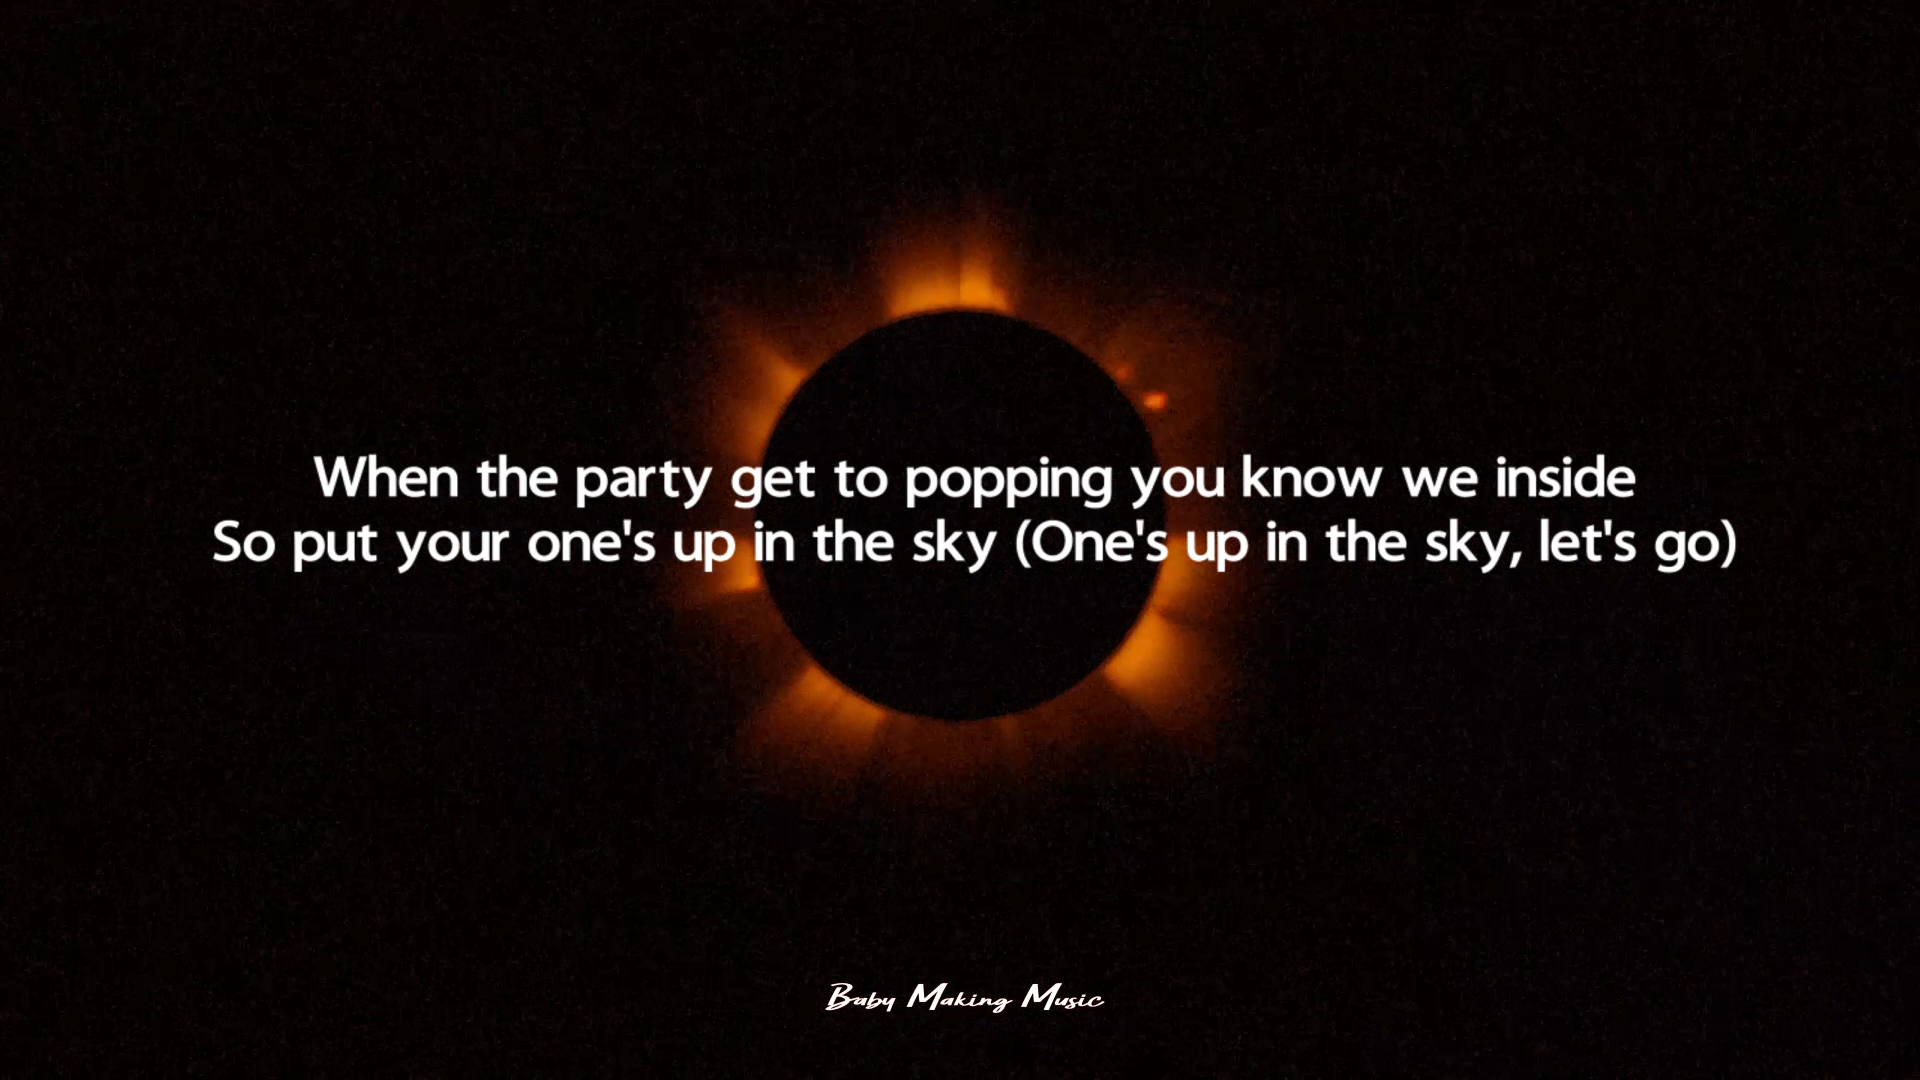 When the party get to popping you know we inside
So put your one's up in the sky (One's up in the sky, let's go)
Baby Making Music